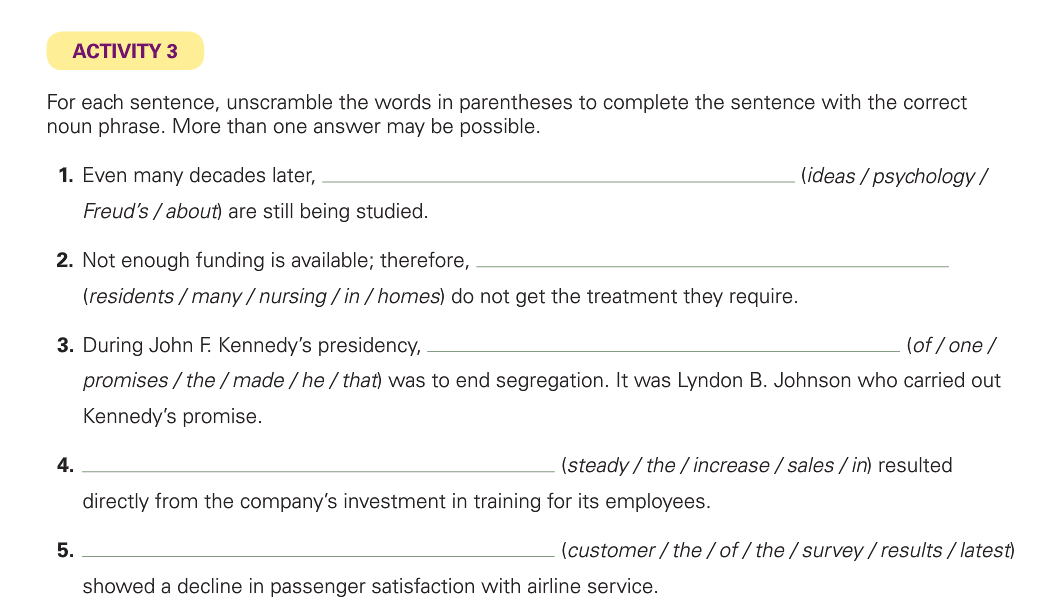 ACTIVITY 3
For each sentence, unscramble the words in parentheses to complete the sentence with the correct
noun phrase. More than one answer may be possible.
1. Even many decades later, ______ (ideas / psychology /
Freud’s / about) are still being studied.
2. Not enough funding is available; therefore, ______
(residents / many / nursing / in / homes) do not get the treatment they require.
3. During John F. Kennedy’s presidency, ______ (of / one /
promises / the / made / he / that) was to end segregation. It was Lyndon B. Johnson who carried out
Kennedy’s promise.
4. ______ (steady / the / increase / sales / in) resulted
directly from the company’s investment in training for its employees.
5. ______ (customer / the / of / the / survey / results / latest)
showed a decline in passenger satisfaction with airline service.